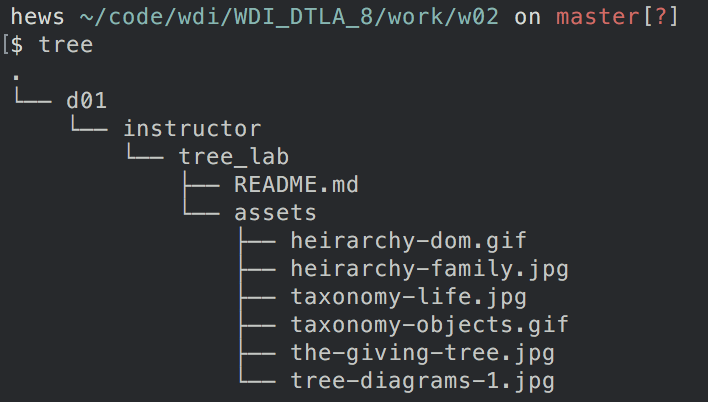 hews ~/code/wdi/WDI_DTLA_8/work/w02 on master[?]
[$ tree
.
└── d01
    └── instructor
        └── tree_lab
            ├── README.md
            └── assets
                ├── heirarchy-dom.gif
                ├── heirarchy-family.jpg
                ├── taxonomy-life.jpg
                ├── taxonomy-objects.gif
                ├── the-giving-tree.jpg
                └── tree-diagrams-1.jpg